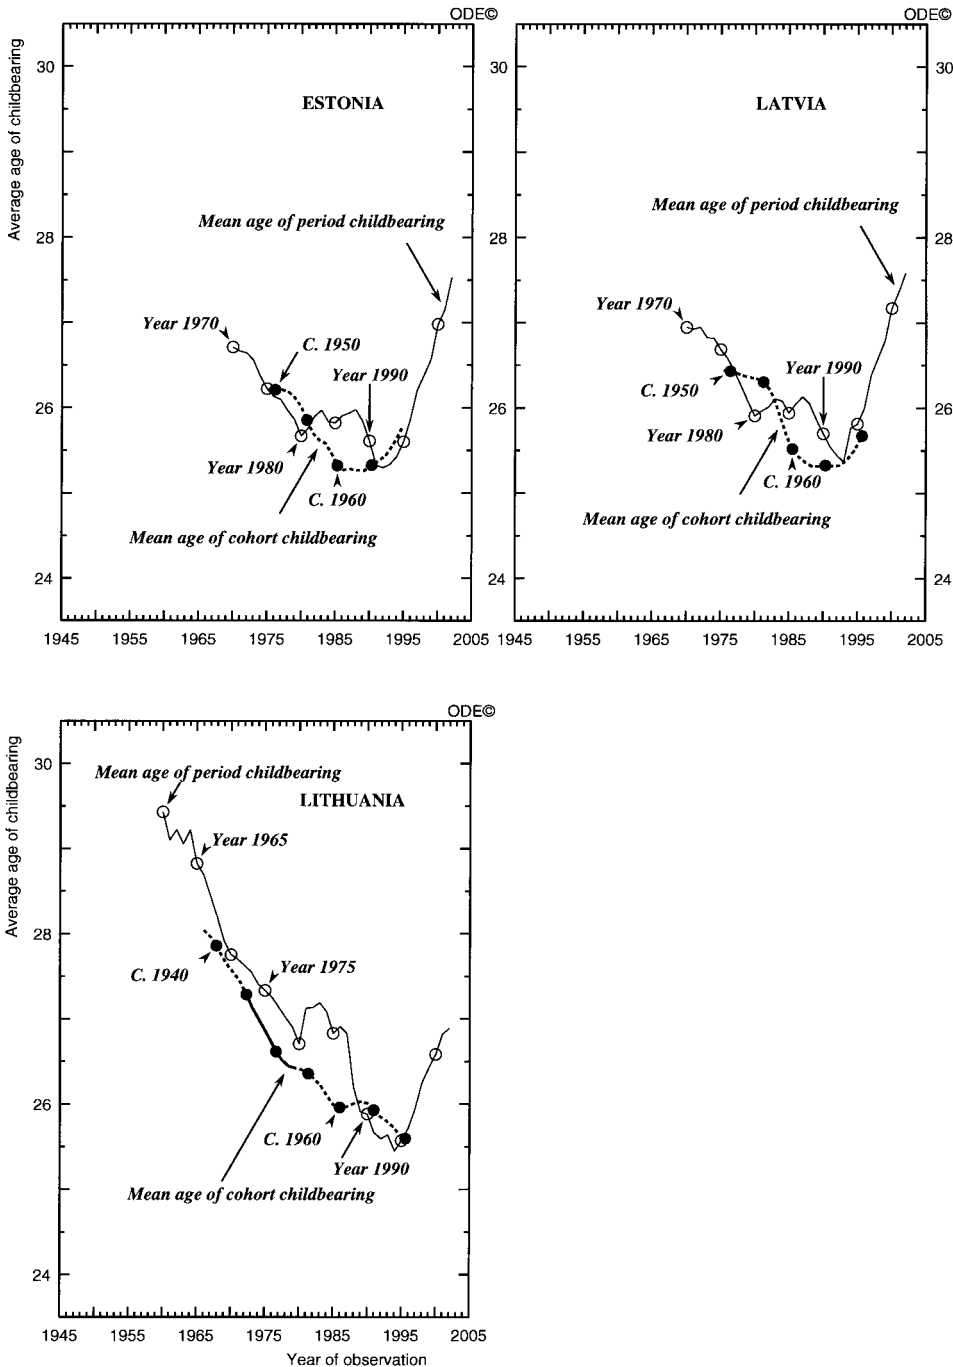 ODE©
Average age of childbearing
30
28
26
24
ESTONIA
Mean age of period childbearing
Year 1970
C. 1950
Year 1990
Year 1980
C. 1960
Mean age of cohort childbearing
1945 1955 1965 1975 1985 1995 2005
ODE©
30
28
26
24
LATVIA
Mean age of period childbearing
Year 1970
Year 1990
C. 1950
Year 1980
C. 1960
Mean age of cohort childbearing
30
28
26
24
1945 1955 1965 1975 1985 1995 2005
ODE©
Average age of childbearing
30
28
26
24
Mean age of period childbearing
LITHUANIA
Year 1965
C. 1940
Year 1975
C. 1960
Year 1990
Mean age of cohort childbearing
1945 1955 1965 1975 1985 1995 2005
Year of observation